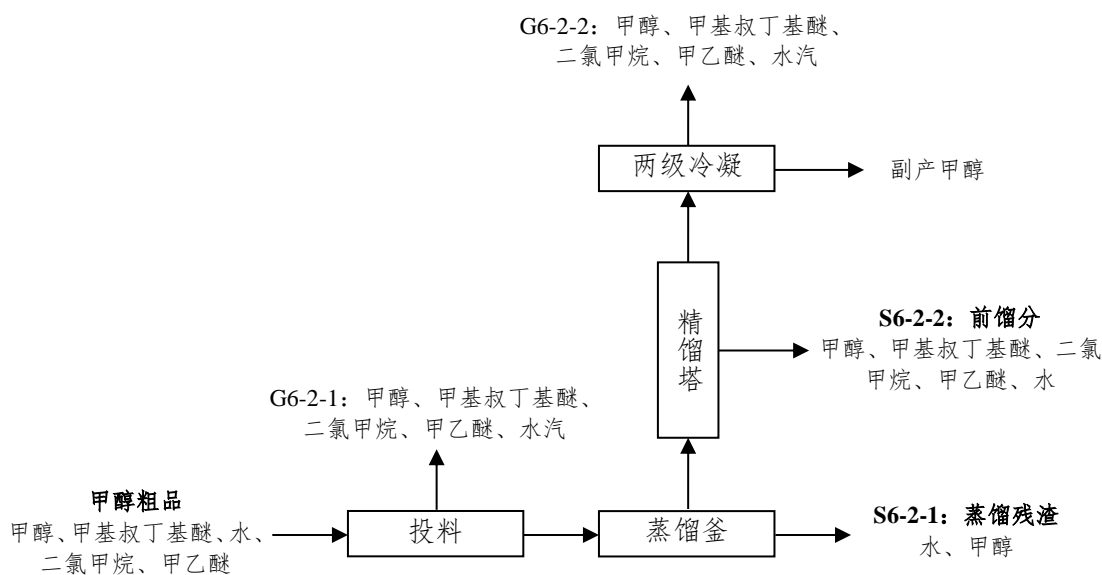 G6-2-2：甲醇、甲基叔丁基醚、
二氯甲烷、甲乙醚、水汽
两级冷凝
副产甲醇
精馏塔
S6-2-2：前馏分
甲醇、甲基叔丁基醚、二氯
甲烷、甲乙醚、水
G6-2-1：甲醇、甲基叔丁基醚、
二氯甲烷、甲乙醚、水汽
甲醇粗品
甲醇、甲基叔丁基醚、水、
二氯甲烷、甲乙醚
投料
蒸馏釜
S6-2-1：蒸馏残渣
水、甲醇